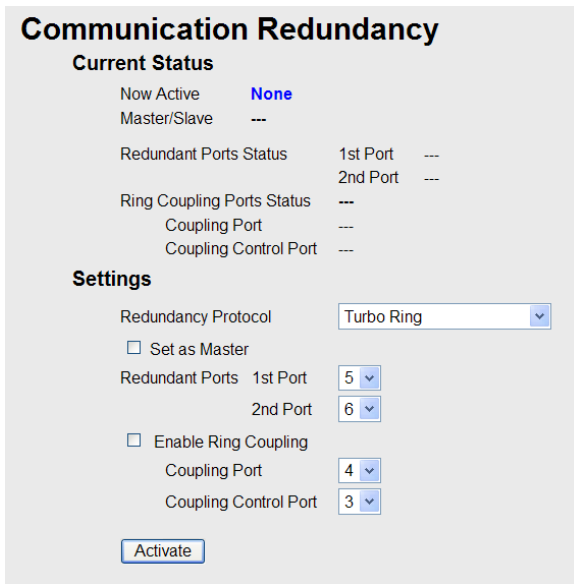 Communication Redundancy
Current Status
Now Active None
Master/Slave ---
Redundant Ports Status 1st Port ---
2nd Port ---
Ring Coupling Ports Status ---
Coupling Port ---
Coupling Control Port ---
Settings
Redundancy Protocol Turbo Ring
Set as Master
Redundant Ports 1st Port 5
2nd Port 6
Enable Ring Coupling
Coupling Port 4
Coupling Control Port 3
Activate